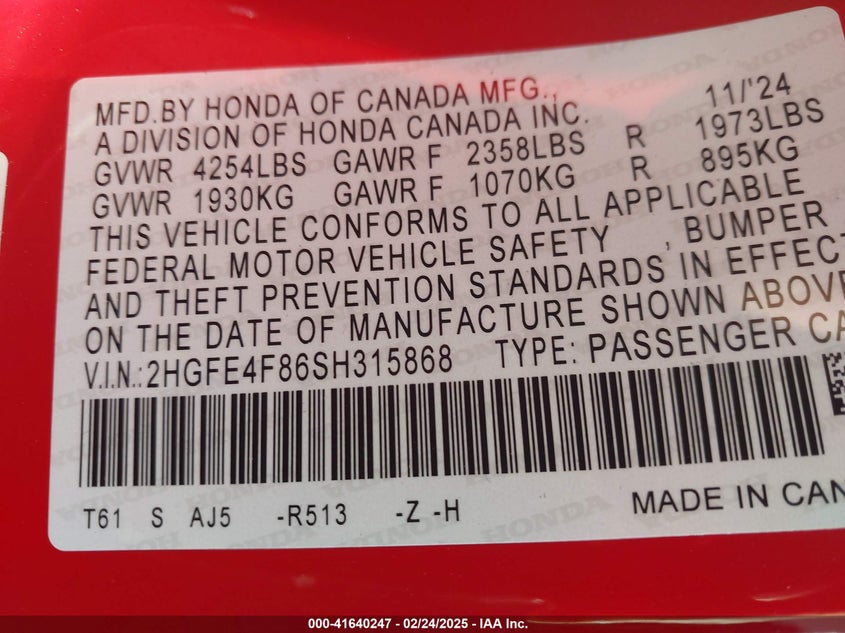 MFD.BY HONDA OF CANADA MFG., 11/'24
A DIVISION OF HONDA CANADA INC.
GVWR 4254LBS GAWR F 2358LBS R 1973LBS
GVWR 1930KG GAWR F 1070KG R 895KG
THIS VEHICLE CONFORMS TO ALL APPLICABLE
FEDERAL MOTOR VEHICLE SAFETY , BUMPER
AND THEFT PREVENTION STANDARDS IN EFFECT
ON THE DATE OF MANUFACTURE SHOWN ABOVE
V.I.N.:2HGFE4F86SH315868 TYPE: PASSENGER CA
T61 S AJ5 -R513 -Z -H MADE IN CAN
000-41640247 - 02/24/2025 - IAA Inc.